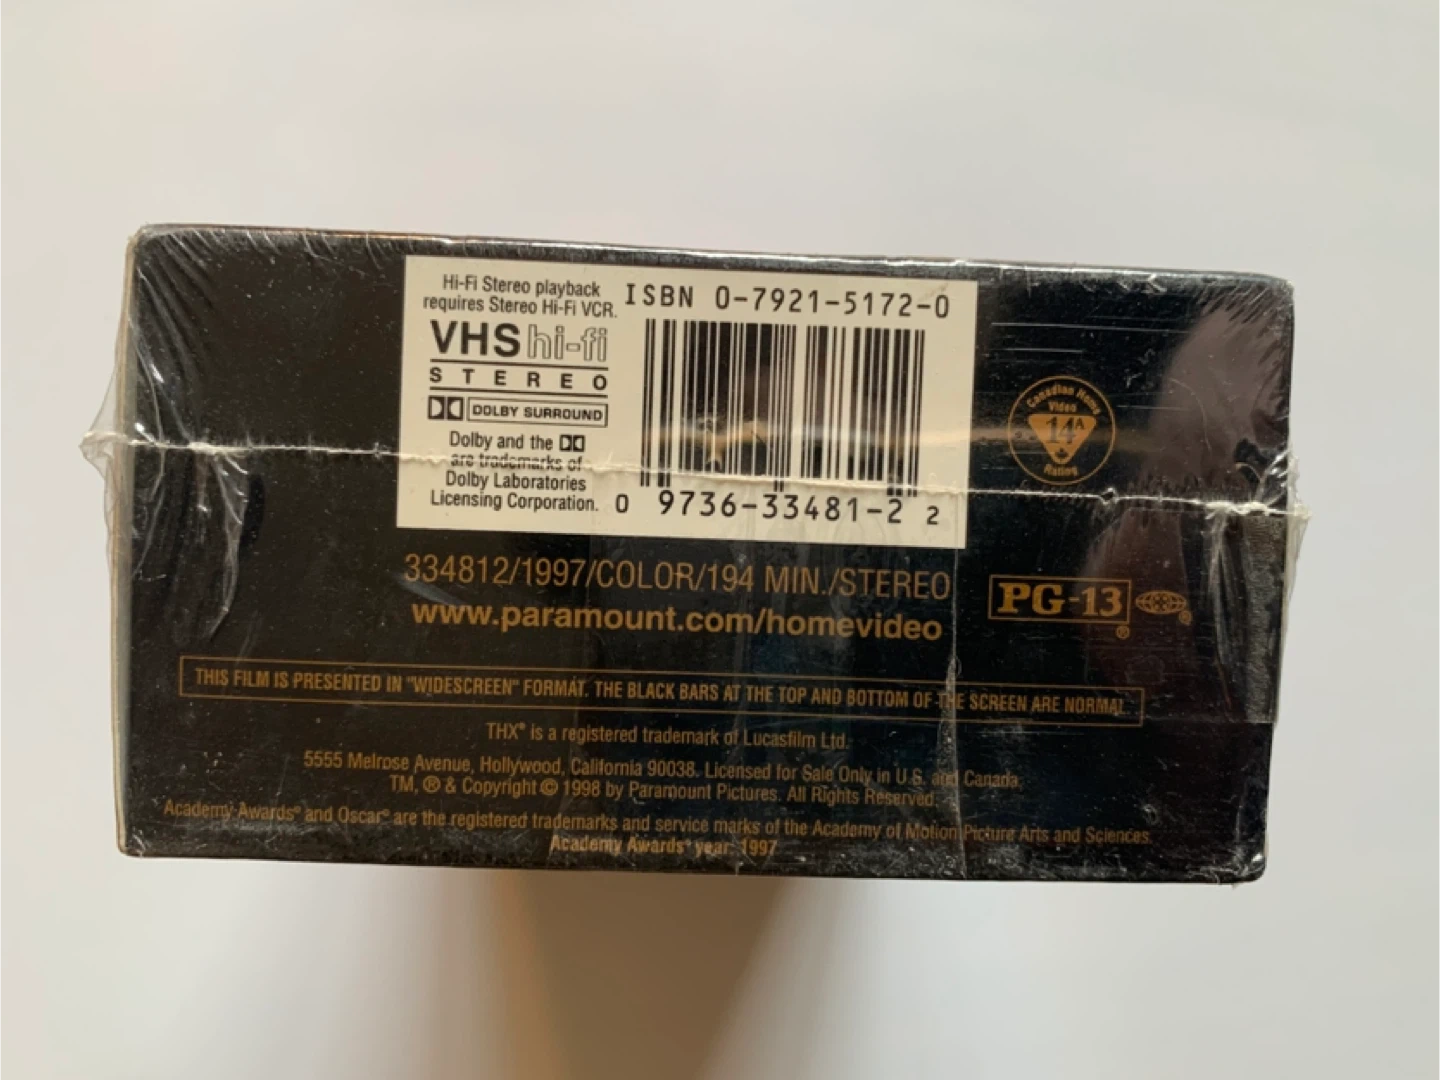 Hi-Fi Stereo playback
requires Stereo Hi-Fi VCR.
VHS hi-fi
STEREO
DOLBY SURROUND
Dolby and the
are trademarks of
Dolby Laboratories
Licensing Corporation.
ISBN 0-7921-5172-0
0 9736-33481-2 2
Canadian Home
Video
14A
Rating
334812/1997/COLOR/194 MIN./STEREO
www.paramount.com/homevideo
PG-13 ®
®
THIS FILM IS PRESENTED IN "WIDESCREEN" FORMAT. THE BLACK BARS AT THE TOP AND BOTTOM OF THE SCREEN ARE NORMAL.
THX® is a registered trademark of Lucasfilm Ltd.
5555 Melrose Avenue, Hollywood, California 90038. Licensed for Sale Only in U.S. and Canada.
TM, ® & Copyright © 1998 by Paramount Pictures. All Rights Reserved.
Academy Awards® and Oscar® are the registered trademarks and service marks of the Academy of Motion Picture Arts and Sciences.
Academy Awards® year: 1997